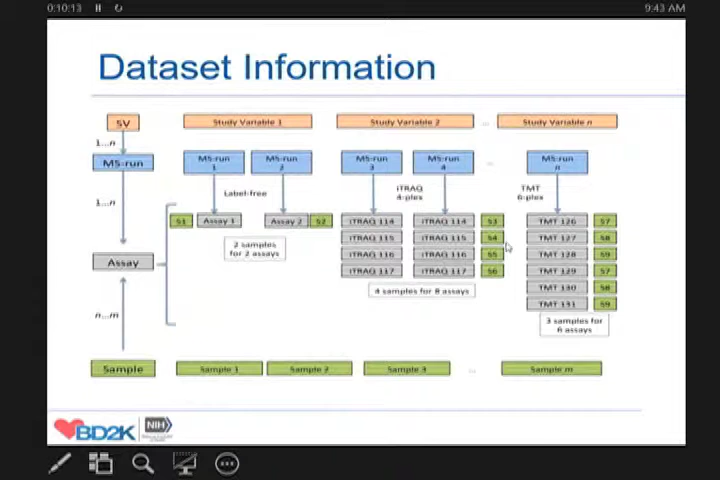 0:10:13
9:43 AM
Dataset Information
SV
Study Variable 1
Study Variable 2
...
Study Variable n
1...n
MS-run
MS-run
1
MS-run
2
MS-run
3
MS-run
4
...
MS-run
n
1...n
Label-free
iTRAQ
4-plex
TMT
6-plex
S1
Assay 1
Assay 2
S2
iTRAQ 114
iTRAQ 114
S3
TMT 126
S7
iTRAQ 115
iTRAQ 115
S4
TMT 127
S8
iTRAQ 116
iTRAQ 116
S5
TMT 128
S9
iTRAQ 117
iTRAQ 117
S6
TMT 129
S7
TMT 130
S8
TMT 131
S9
Assay
2 samples
for 2 assays
4 samples for 8 assays
3 samples for
6 assays
n...m
Sample
Sample 1
Sample 2
Sample 3
...
Sample m
BD2K
NIH